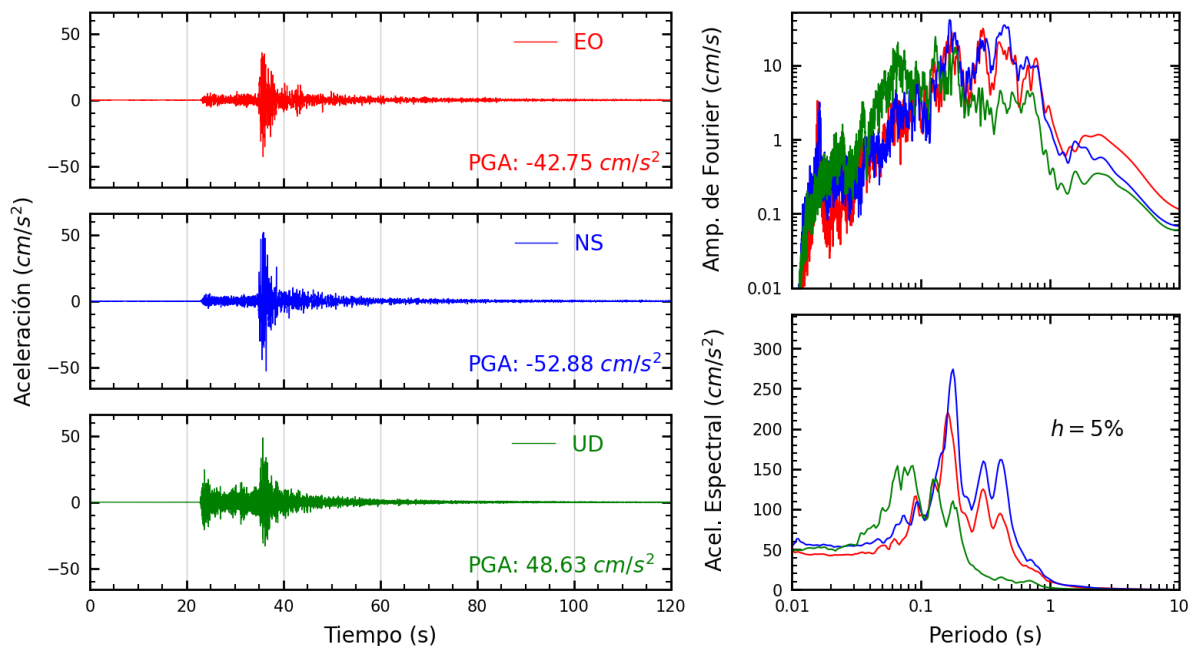 Aceleración (cm/s²)
50
0
−50
EO
PGA: -42.75 cm/s²
50
0
−50
NS
PGA: -52.88 cm/s²
50
0
−50
UD
PGA: 48.63 cm/s²
0 20 40 60 80 100 120
Tiempo (s)
Amp. de Fourier (cm/s)
10
1
0.1
0.01
Acel. Espectral (cm/s²)
300
250
200
150
100
50
0
h = 5%
0.01 0.1 1 10
Periodo (s)